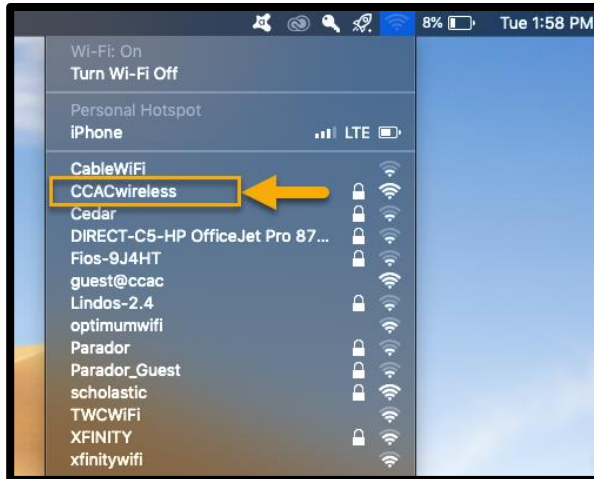 8% Tue 1:58 PM
Wi-Fi: On
Turn Wi-Fi Off
Personal Hotspot
iPhone LTE
CableWiFi
CCACwireless
Cedar
DIRECT-C5-HP OfficeJet Pro 87...
Fios-9J4HT
guest@ccac
Lindos-2.4
optimumwifi
Parador
Parador_Guest
scholastic
TWCWiFi
XFINITY
xfinitywifi